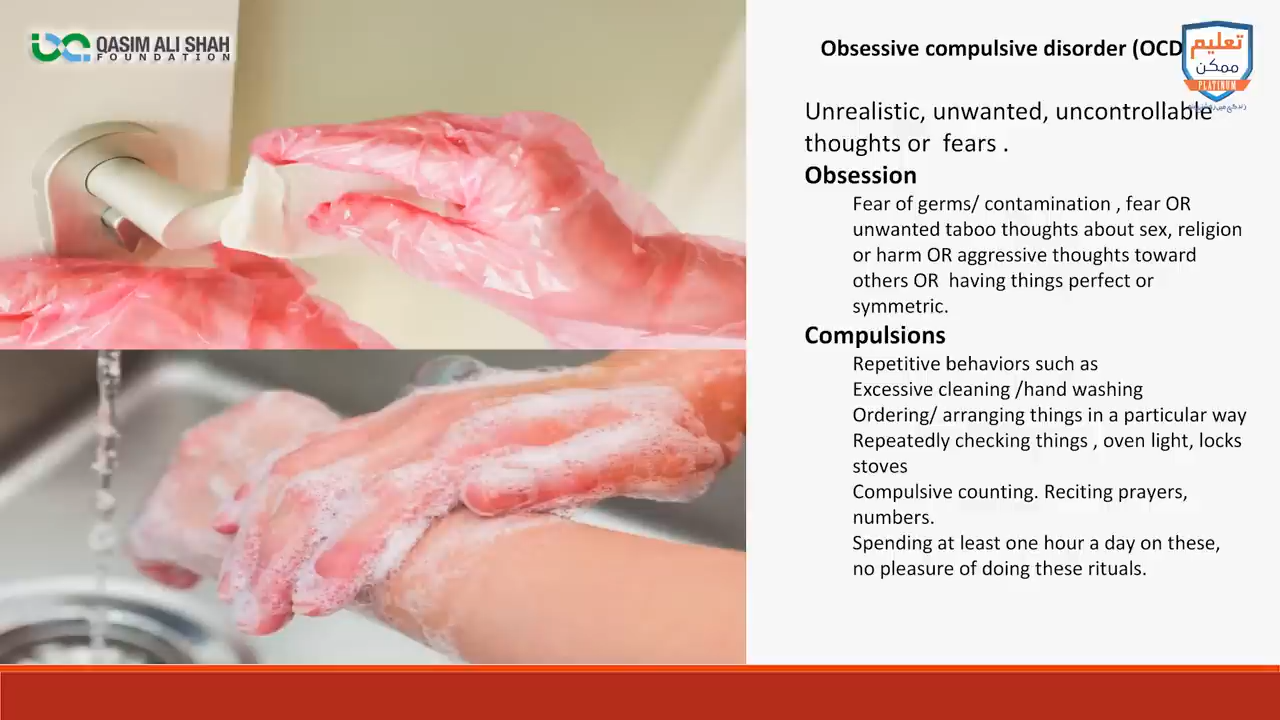 QASIM ALI SHAH
FOUNDATION
Obsessive compulsive disorder (OCD
تعلیم
ممکن
PLATINUM
Unrealistic, unwanted, uncontrollable
thoughts or fears .
Obsession
Fear of germs/ contamination , fear OR
unwanted taboo thoughts about sex, religion
or harm OR aggressive thoughts toward
others OR having things perfect or
symmetric.
Compulsions
Repetitive behaviors such as
Excessive cleaning /hand washing
Ordering/ arranging things in a particular way
Repeatedly checking things , oven light, locks
stoves
Compulsive counting. Reciting prayers,
numbers.
Spending at least one hour a day on these,
no pleasure of doing these rituals.